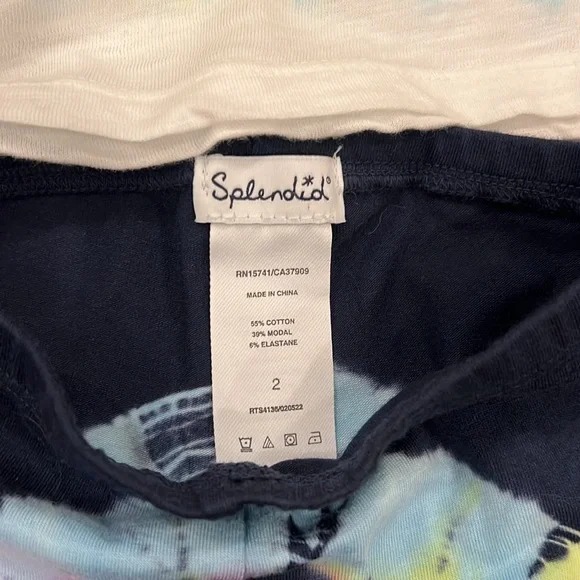 Splendid®
RN15741/CA37909
MADE IN CHINA
55% COTTON
39% MODAL
6% ELASTANE
2
RTS4136/020522